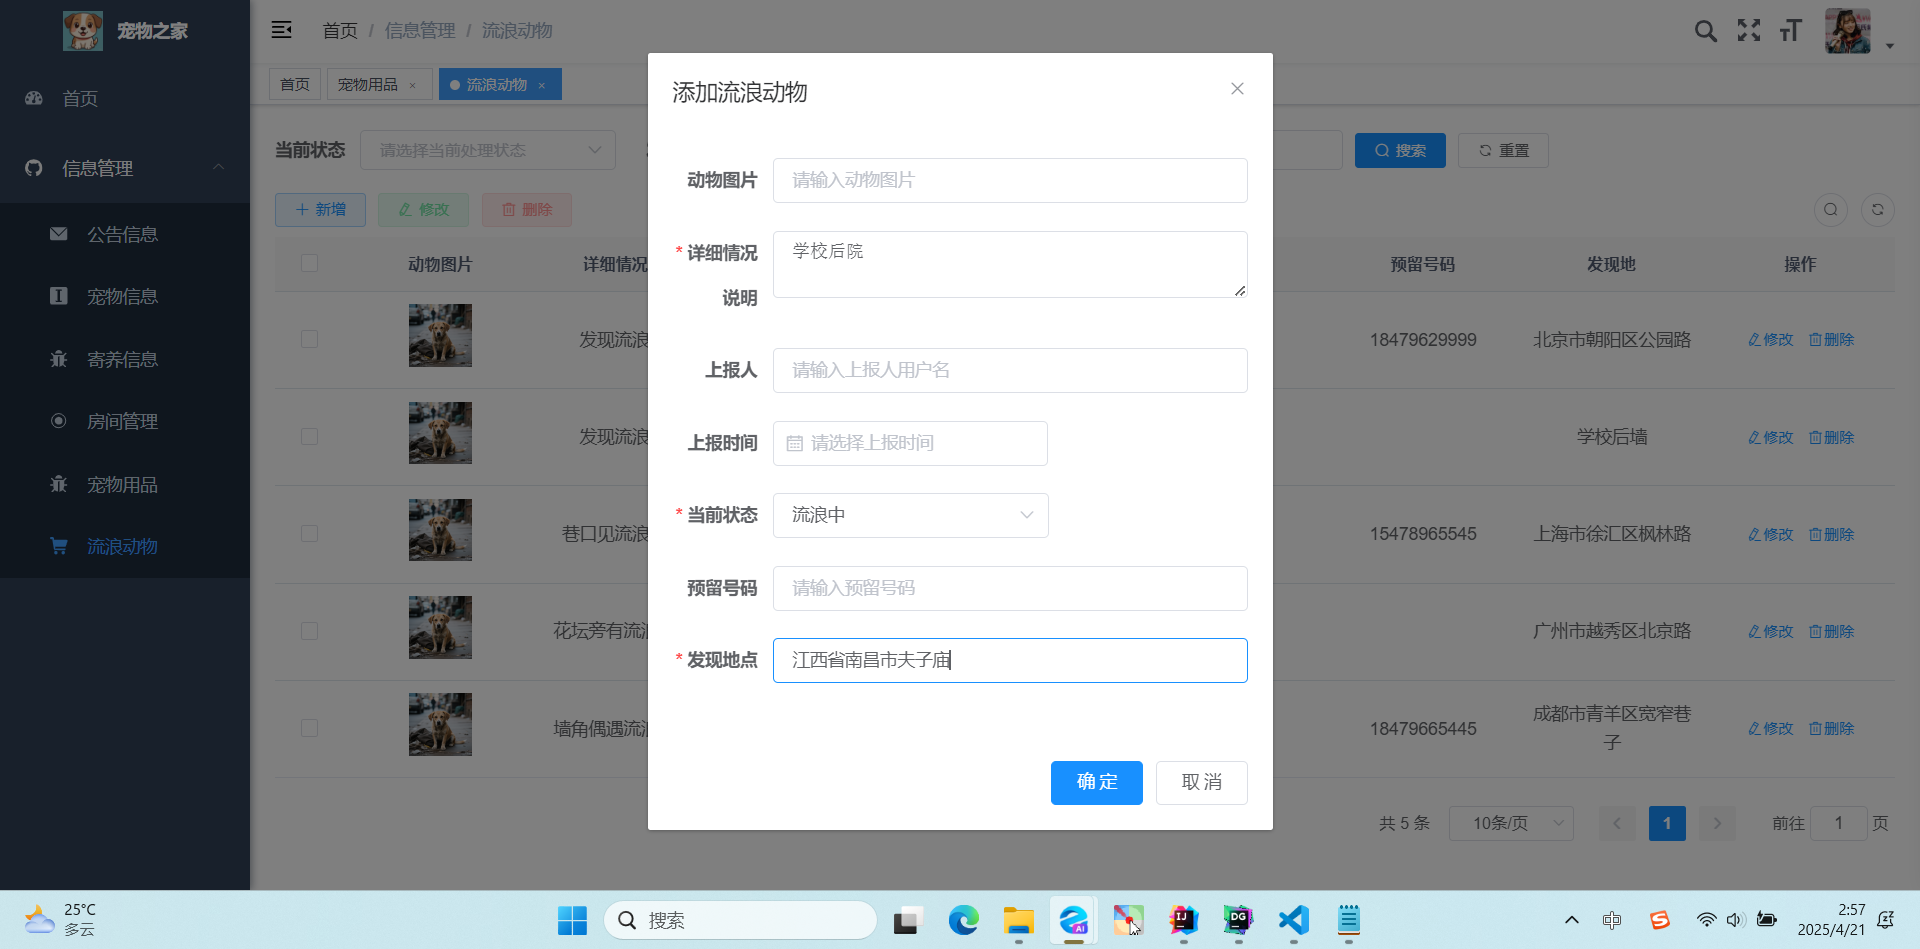 宠物之家
首页 / 信息管理 / 流浪动物
首页
宠物用品 ×
流浪动物 ×
首页
信息管理
公告信息
宠物信息
寄养信息
房间管理
宠物用品
流浪动物
当前状态 请选择当前处理状态
搜索 重置
新增 修改 删除
动物图片 详细情况 预留号码 发现地 操作
发现流浪 18479629999 北京市朝阳区公园路 修改 删除
发现流浪 学校后墙 修改 删除
巷口见流浪 15478965545 上海市徐汇区枫林路 修改 删除
花坛旁有流 广州市越秀区北京路 修改 删除
墙角偶遇流 18479665445 成都市青羊区宽窄巷
子 修改 删除
共 5 条 10条/页 1 前往 1 页
添加流浪动物
动物图片 请输入动物图片
* 详细情况
说明 学校后院
上报人 请输入上报人用户名
上报时间 请选择上报时间
* 当前状态 流浪中
预留号码 请输入预留号码
* 发现地点 江西省南昌市夫子庙
确 定 取 消
25°C
多云
搜索
AI
IJ
DG
中
2:57
2025/4/21